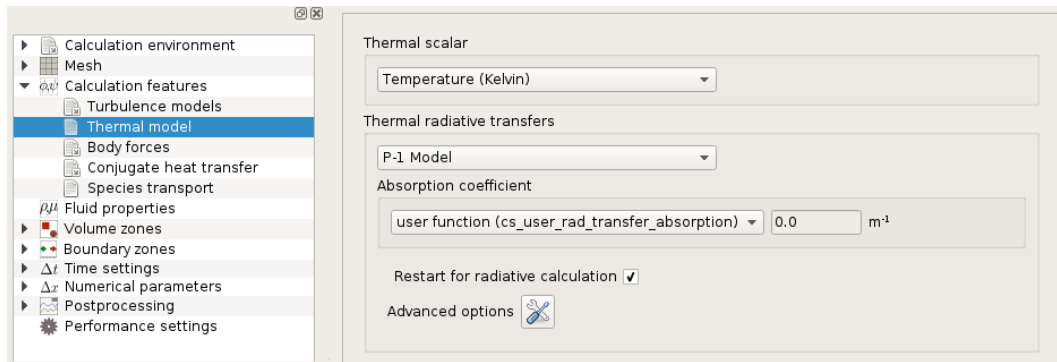 Calculation environment
Mesh
Calculation features
Turbulence models
Thermal model
Body forces
Conjugate heat transfer
Species transport
ρ,μ Fluid properties
Volume zones
Boundary zones
Δt Time settings
Δx Numerical parameters
Postprocessing
Performance settings
Thermal scalar
Temperature (Kelvin)
Thermal radiative transfers
P-1 Model
Absorption coefficient
user function (cs_user_rad_transfer_absorption) 0.0 m⁻¹
Restart for radiative calculation
Advanced options